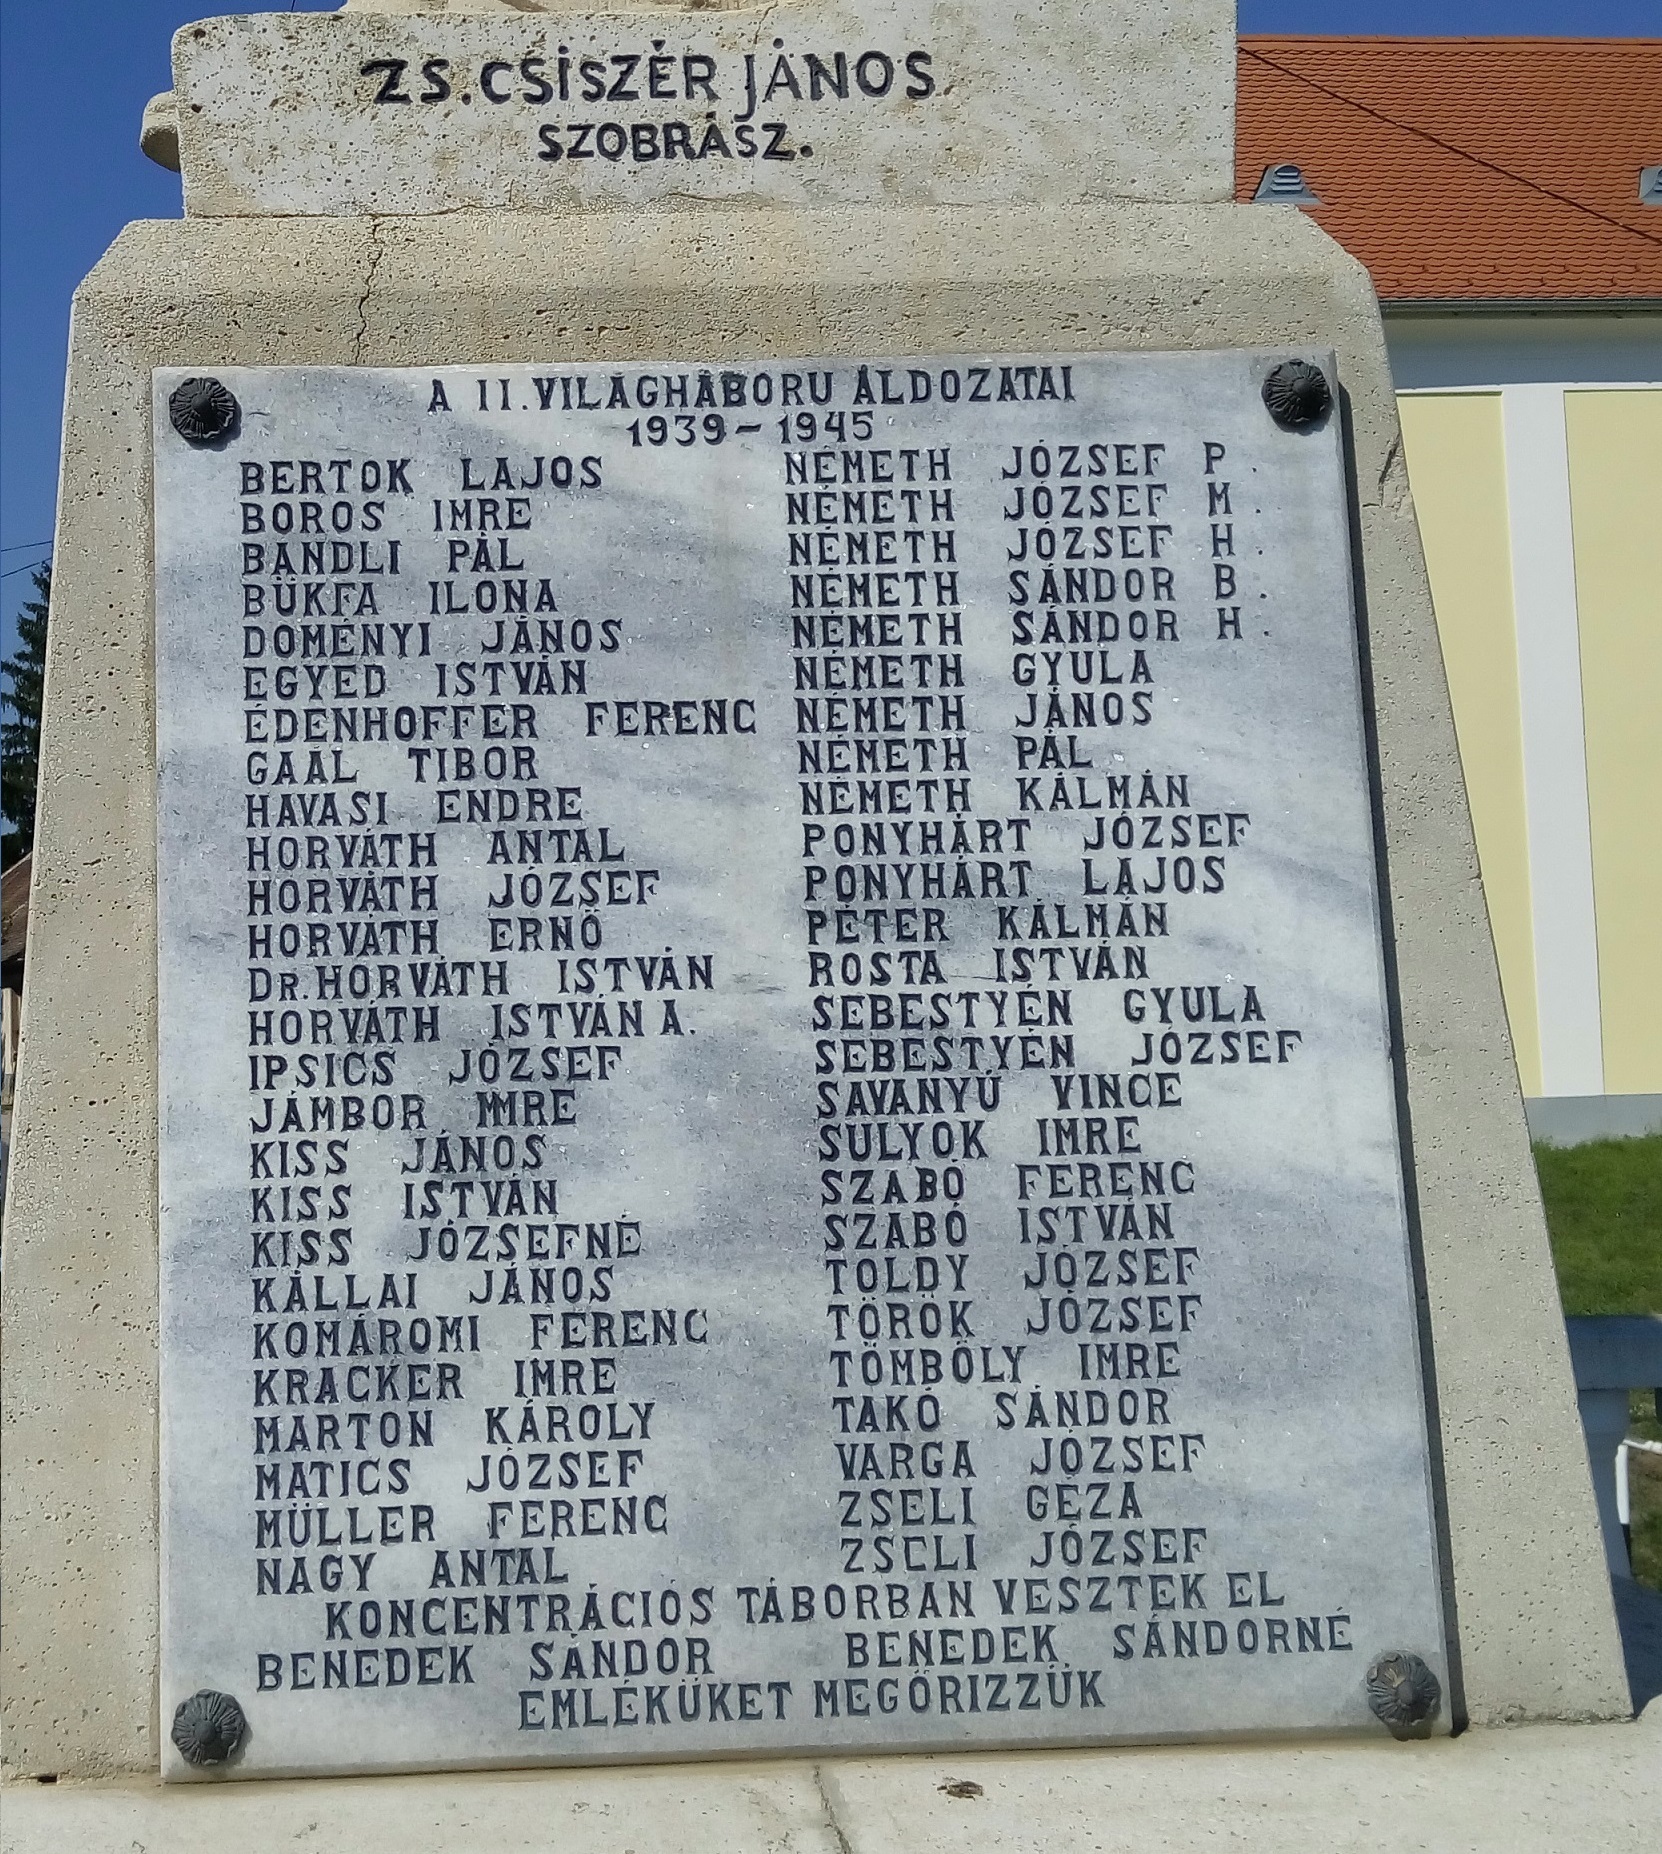 ZS. CSISZÉR JÁNOS.
SZOBRÁSZ.
A II. VILÁGHÁBORU ÁLDOZATAI
1939 - 1945
BERTÓK LAJOS
BOROS IMRE
BANDLI PÁL
BÜKFA ILONA
DOMÉNYI JÁNOS
EGYED ISTVÁN
ÉDENHOFFER FERENC
GAÁL TIBOR
HAVASI ENDRE
HORVÁTH ANTAL
HORVÁTH JÓZSEF
HORVÁTH ERNŐ
DR. HORVÁTH ISTVÁN
HORVÁTH ISTVÁN A.
IPSICS JÓZSEF
JÁMBOR IMRE
KISS JÁNOS
KISS ISTVÁN
KISS JÓZSEFNÉ
KÁLLAI JÁNOS
KOMÁROMI FERENC
KRACKER IMRE
MARTON KÁROLY
MATICS JÓZSEF
MÜLLER FERENC
NAGY ANTAL
NÉMETH JÓZSEF P.
NÉMETH JÓZSEF M.
NÉMETH JÓZSEF H.
NÉMETH SÁNDOR B.
NÉMETH SÁNDOR H.
NÉMETH GYULA
NÉMETH JÁNOS
NÉMETH PÁL
NÉMETH KÁLMÁN
PONYHÁRT JÓZSEF
PONYHÁRT LAJOS
PÉTER KÁLMÁN
ROSTA ISTVÁN
SEBESTYÉN GYULA
SEBESTYÉN JÓZSEF
SAVANYÚ VINCE
SULYOK IMRE
SZABÓ FERENC
SZABÓ ISTVÁN
TOLDY JÓZSEF
TÖRÖK JÓZSEF
TÖMBÖLY IMRE
TAKÓ SÁNDOR
VARGA JÓZSEF
ZSELI GÉZA
ZSELI JÓZSEF
KONCENTRÁCIÓS TÁBORBAN VESZTEK EL
BENEDEK SÁNDOR BENEDEK SÁNDORNÉ
EMLÉKÜKET MEGŐRIZZÜK